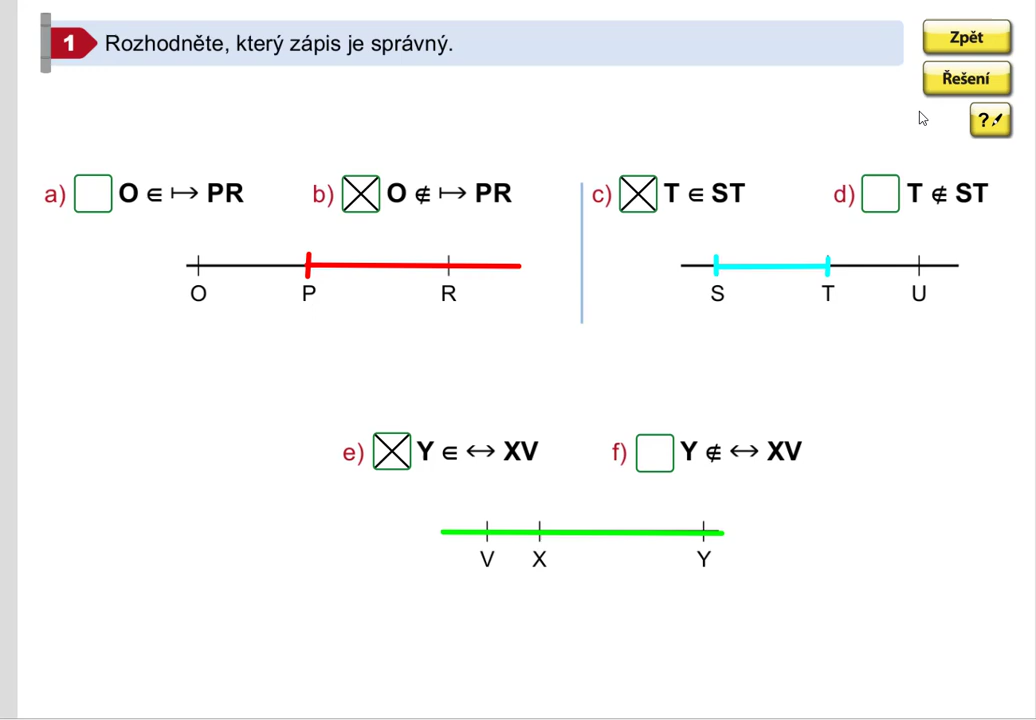 1 Rozhodněte, který zápis je správný.
Zpět
Řešení
?
a) O ∈ ↦ PR b) O ∉ ↦ PR c) T ∈ ST d) T ∉ ST
O P R S T U
e) Y ∈ ↔ XV f) Y ∉ ↔ XV
V X Y